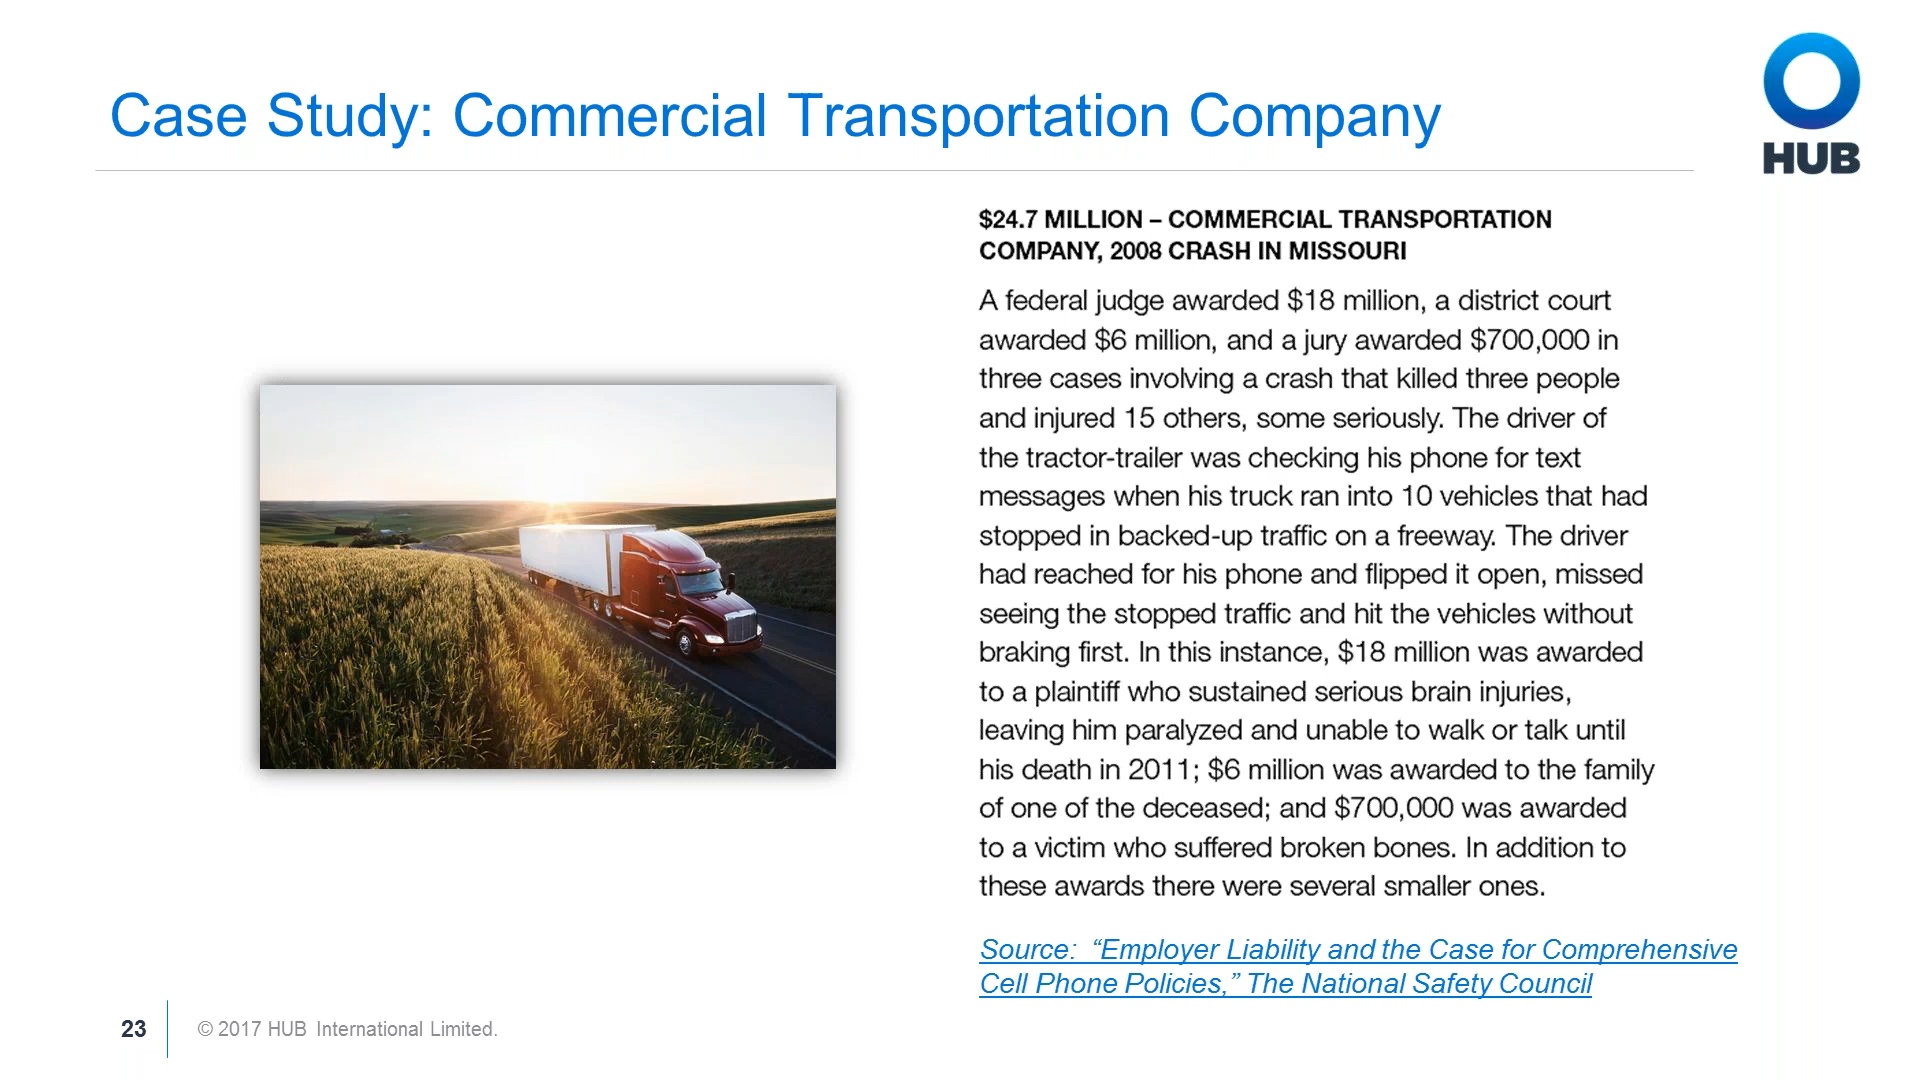 Case Study: Commercial Transportation Company
HUB
$24.7 MILLION – COMMERCIAL TRANSPORTATION
COMPANY, 2008 CRASH IN MISSOURI
A federal judge awarded $18 million, a district court
awarded $6 million, and a jury awarded $700,000 in
three cases involving a crash that killed three people
and injured 15 others, some seriously. The driver of
the tractor-trailer was checking his phone for text
messages when his truck ran into 10 vehicles that had
stopped in backed-up traffic on a freeway. The driver
had reached for his phone and flipped it open, missed
seeing the stopped traffic and hit the vehicles without
braking first. In this instance, $18 million was awarded
to a plaintiff who sustained serious brain injuries,
leaving him paralyzed and unable to walk or talk until
his death in 2011; $6 million was awarded to the family
of one of the deceased; and $700,000 was awarded
to a victim who suffered broken bones. In addition to
these awards there were several smaller ones.
Source: “Employer Liability and the Case for Comprehensive
Cell Phone Policies,” The National Safety Council
23
© 2017 HUB International Limited.